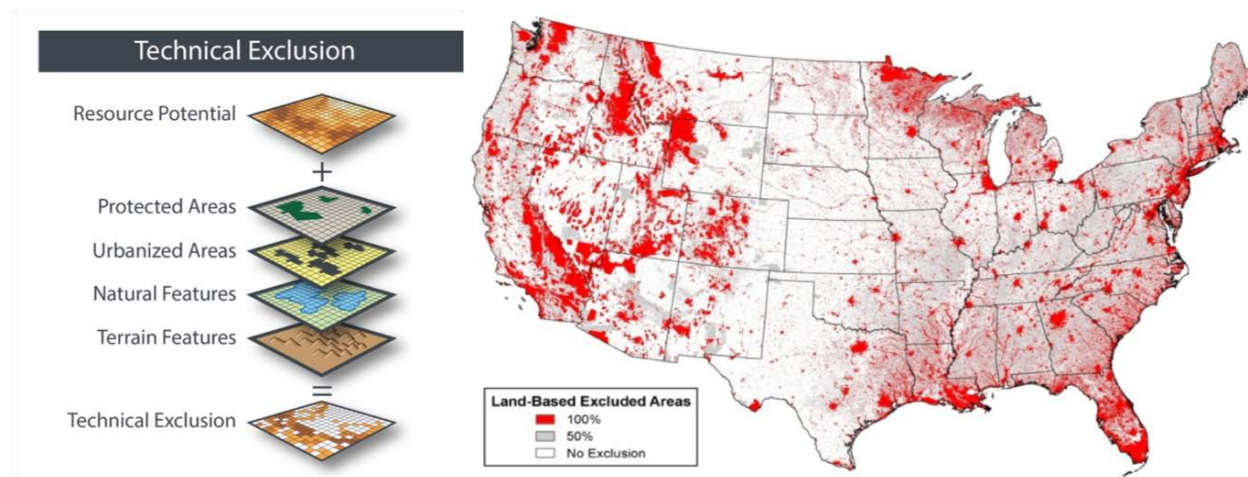 Technical Exclusion
Resource Potential
+
Protected Areas
Urbanized Areas
Natural Features
Terrain Features
=
Technical Exclusion
Land-Based Excluded Areas
100%
50%
No Exclusion